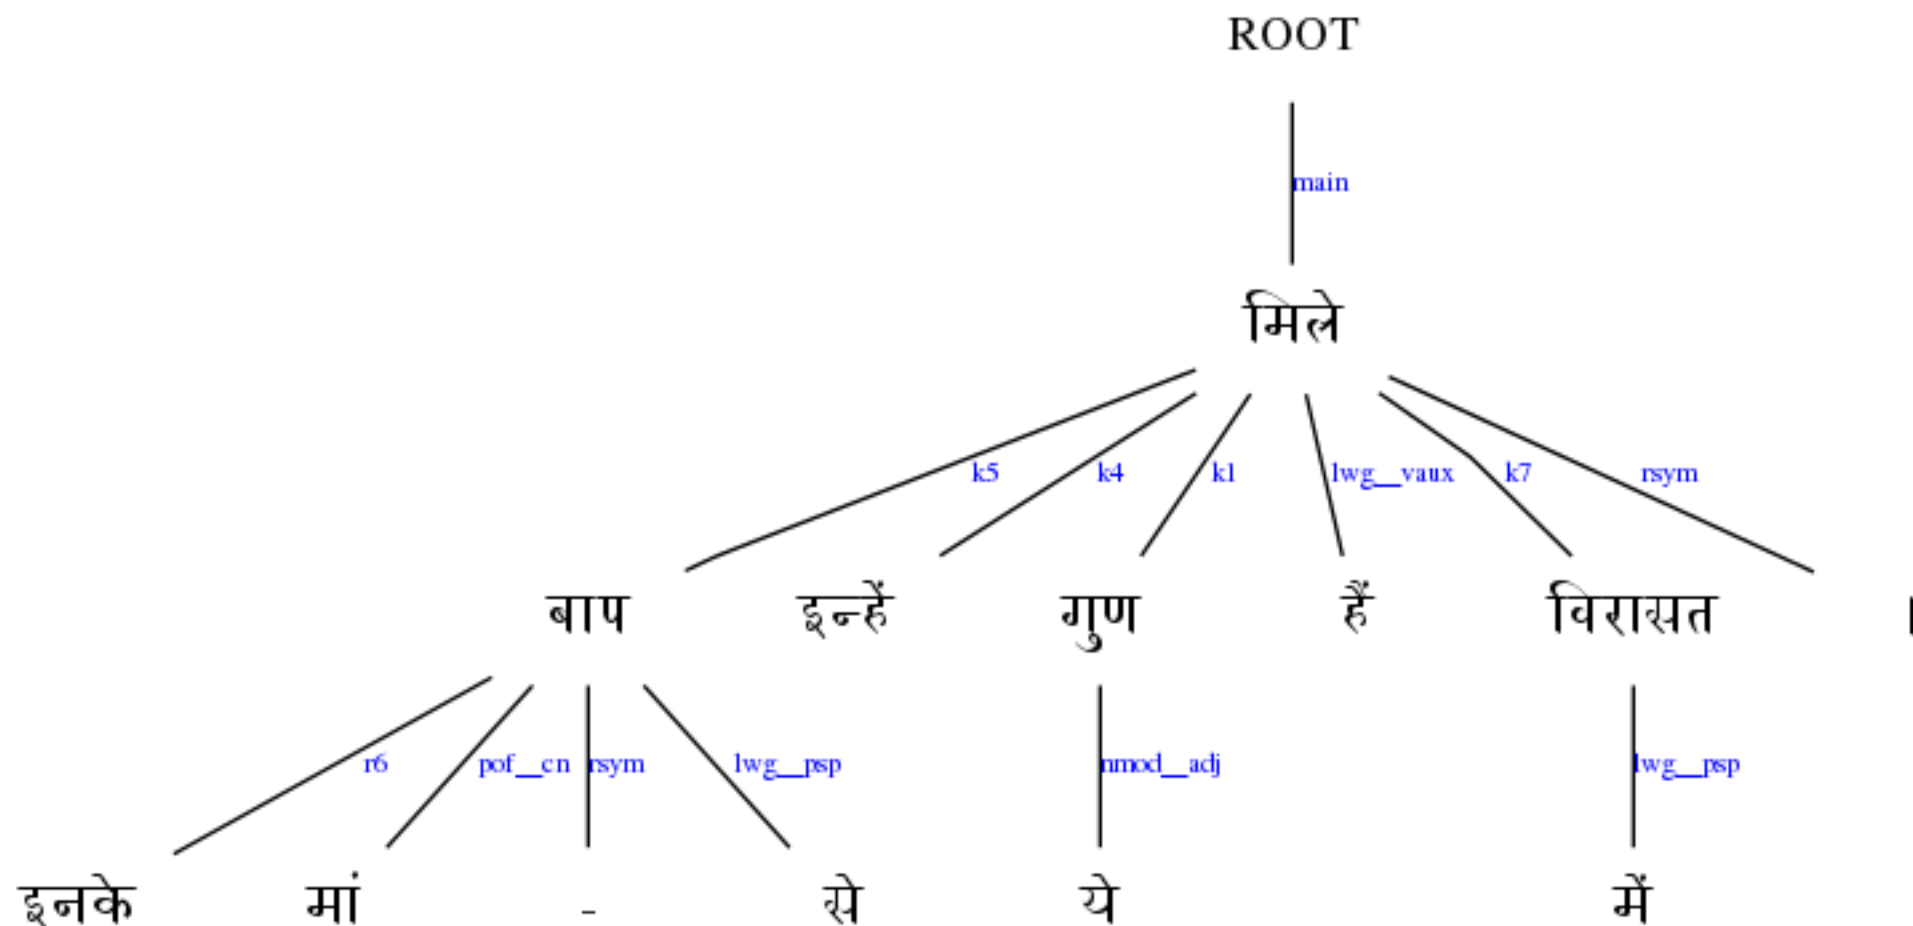 ROOT
main
मिले
k5 k4 k1 lwg__vaux k7 rsym
बाप इन्हें गुण हैं विरासत ।
r6 pof__cn rsym lwg__psp nmod__adj lwg__psp
इनके मां - से ये में